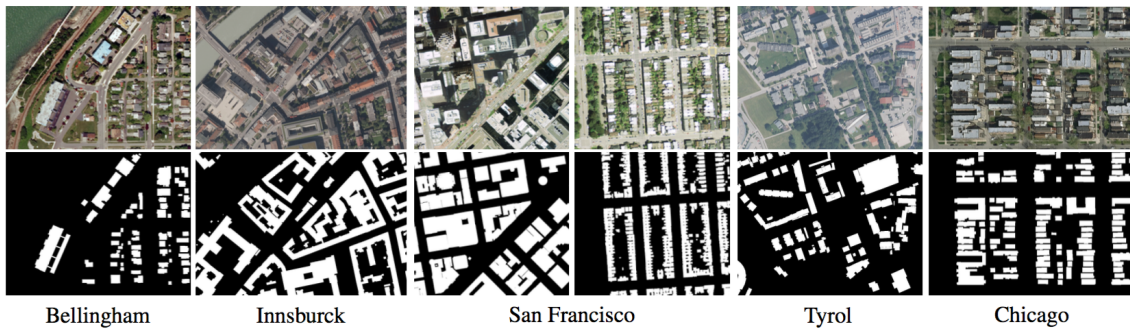 Bellingham
Innsburck
San Francisco
Tyrol
Chicago